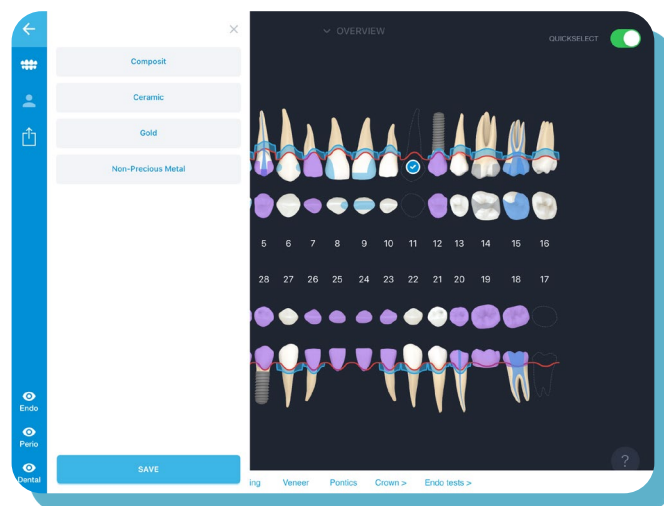 OVERVIEW
QUICKSELECT
Composit
Ceramic
Gold
Non-Precious Metal
5 6 7 8 9 10 11 12 13 14 15 16
28 27 26 25 24 23 22 21 20 19 18 17
Endo
Perio
Dental
SAVE
?
ing Veneer Pontics Crown > Endo tests >